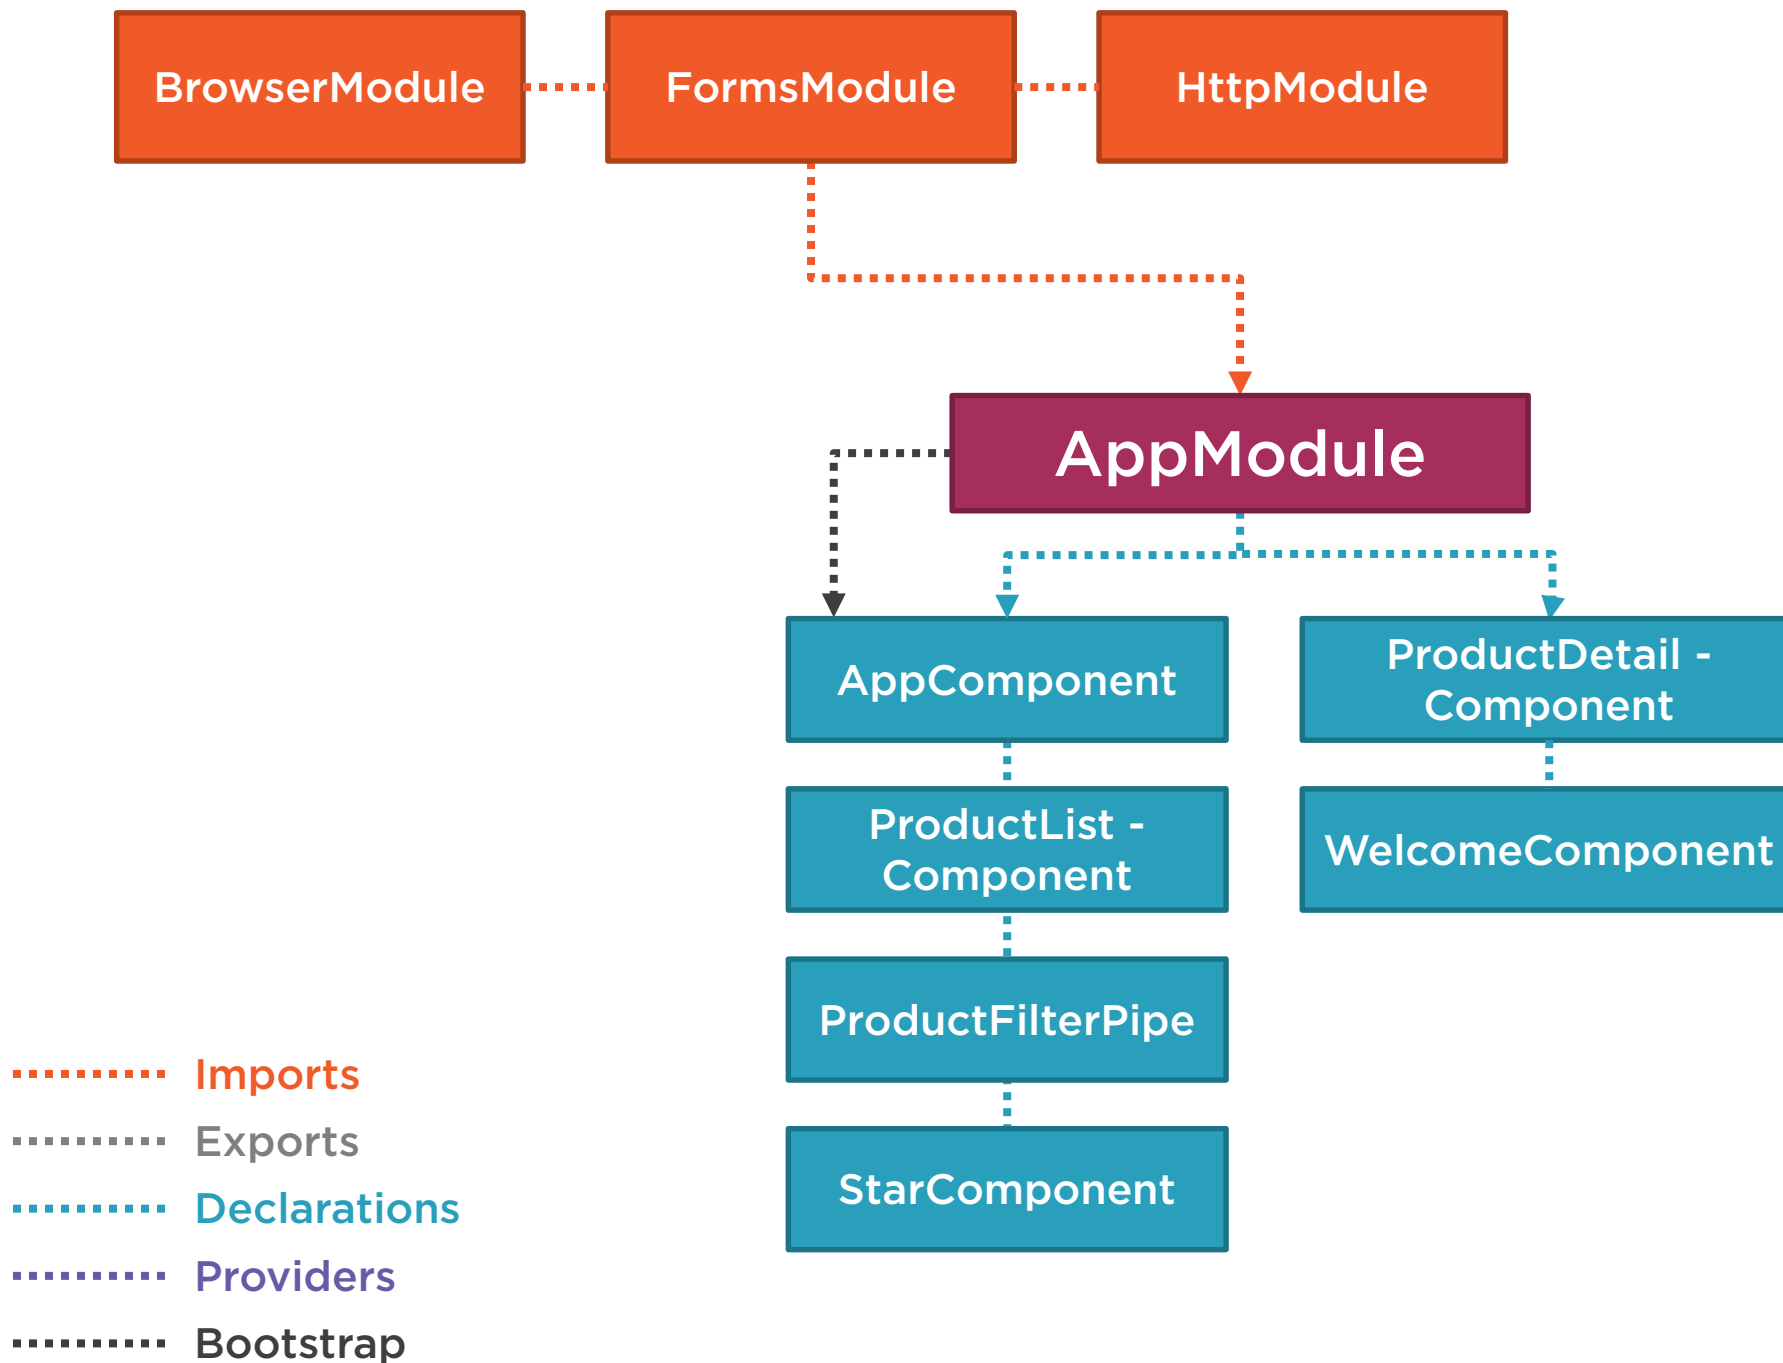 BrowserModule
FormsModule
HttpModule
AppModule
AppComponent
ProductDetail -
Component
ProductList -
Component
WelcomeComponent
ProductFilterPipe
StarComponent
Imports
Exports
Declarations
Providers
Bootstrap